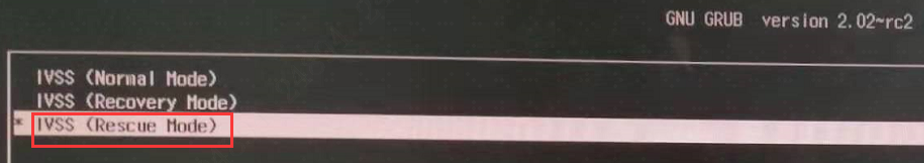 GNU GRUB version 2.02~rc2
IVSS (Normal Mode)
IVSS (Recovery Mode)
* IVSS (Rescue Mode)